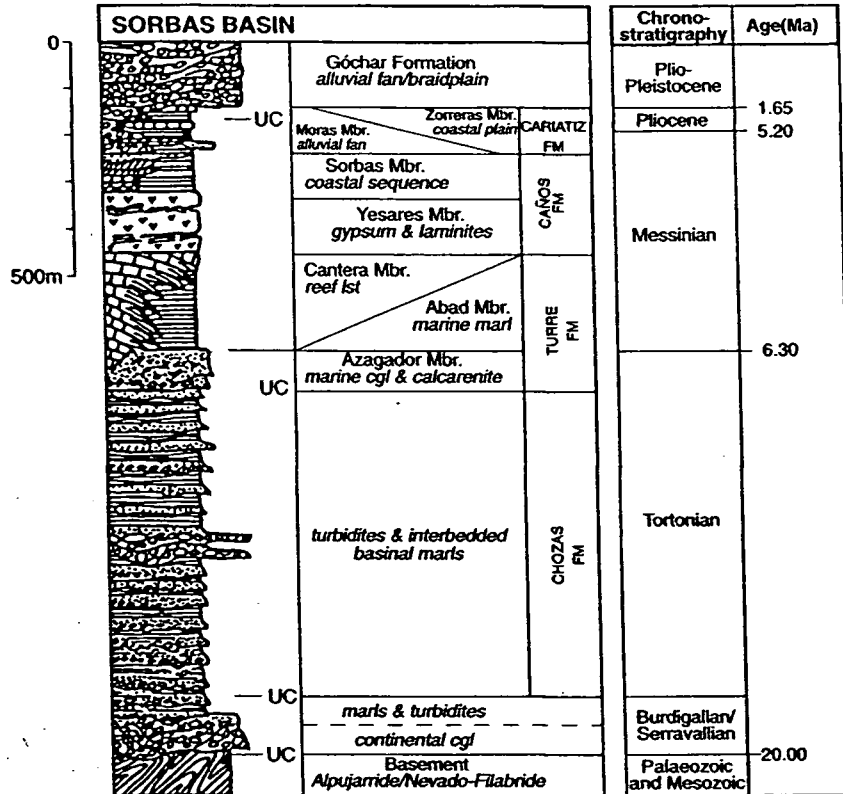 SORBAS BASIN
Chrono-
stratigraphy
Age(Ma)
0
500m
UC
UC
UC
UC
Góchar Formation
alluvial fan/braidplain
Zorreras Mbr.
coastal plain
Moras Mbr.
alluvial fan
CARIATIZ
FM
Sorbas Mbr.
coastal sequence
Yesares Mbr.
gypsum & laminites
CAÑOS
FM
Cantera Mbr.
reef lst
Abad Mbr.
marine marl
TURRE
FM
Azagador Mbr.
marine cgl & calcarenite
turbidites & interbedded
basinal marls
CHOZAS
FM
marls & turbidites
continental cgl
Basement
Alpujarride/Nevado-Filabride
Plio-
Pleistocene
1.65
Pliocene
5.20
Messinian
6.30
Tortonian
Burdigallan/
Serravallian
20.00
Palaeozoic
and Mesozoic